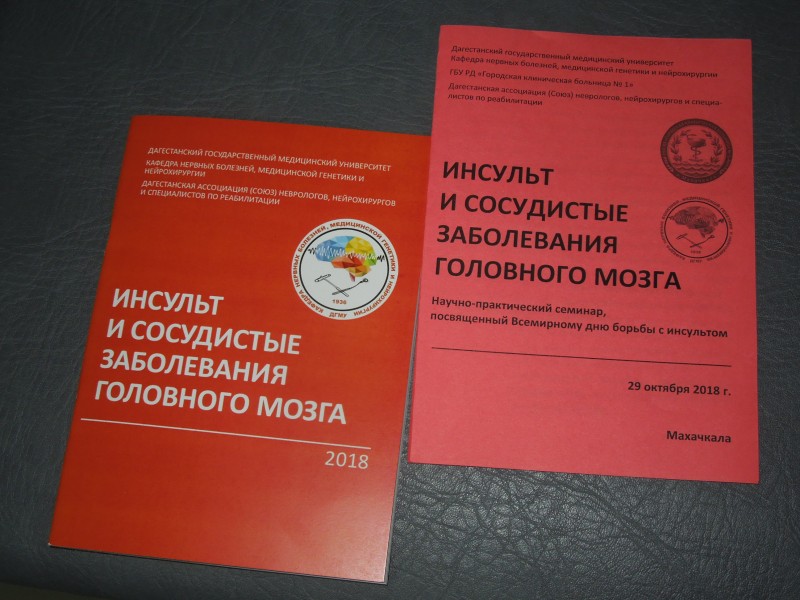 ДАГЕСТАНСКИЙ ГОСУДАРСТВЕННЫЙ МЕДИЦИНСКИЙ УНИВЕРСИТЕТ
КАФЕДРА НЕРВНЫХ БОЛЕЗНЕЙ, МЕДИЦИНСКОЙ ГЕНЕТИКИ И
НЕЙРОХИРУРГИИ
ДАГЕСТАНСКАЯ АССОЦИАЦИЯ (СОЮЗ) НЕВРОЛОГОВ, НЕЙРОХИРУРГОВ
И СПЕЦИАЛИСТОВ ПО РЕАБИЛИТАЦИИ
КАФЕДРА НЕРВНЫХ БОЛЕЗНЕЙ, МЕДИЦИНСКОЙ ГЕНЕТИКИ И НЕЙРОХИРУРГИИ
1936
ДГМУ
ИНСУЛЬТ
И СОСУДИСТЫЕ
ЗАБОЛЕВАНИЯ
ГОЛОВНОГО МОЗГА
2018
Дагестанский государственный медицинский университет
Кафедра нервных болезней, медицинской генетики и нейрохирургии
ГБУ РД «Городская клиническая больница № 1»
Дагестанская ассоциация (Союз) неврологов, нейрохирургов и специа-
листов по реабилитации
ИНСУЛЬТ
И СОСУДИСТЫЕ
ЗАБОЛЕВАНИЯ
ГОЛОВНОГО МОЗГА
1936
ДГМУ
Научно-практический семинар,
посвященный Всемирному дню борьбы с инсультом
29 октября 2018 г.
Махачкала